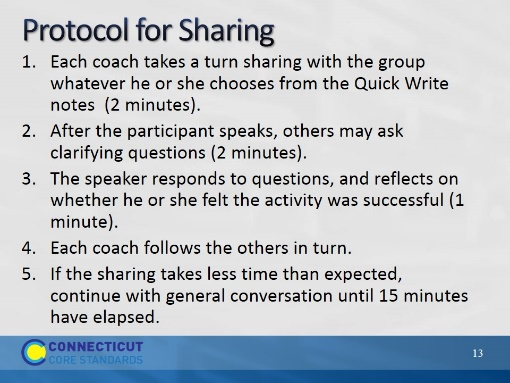 Protocol for Sharing
1. Each coach takes a turn sharing with the group
whatever he or she chooses from the Quick Write
notes (2 minutes).
2. After the participant speaks, others may ask
clarifying questions (2 minutes).
3. The speaker responds to questions, and reflects on
whether he or she felt the activity was successful (1
minute).
4. Each coach follows the others in turn.
5. If the sharing takes less time than expected,
continue with general conversation until 15 minutes
have elapsed.
CONNECTICUT
CORE STANDARDS
13